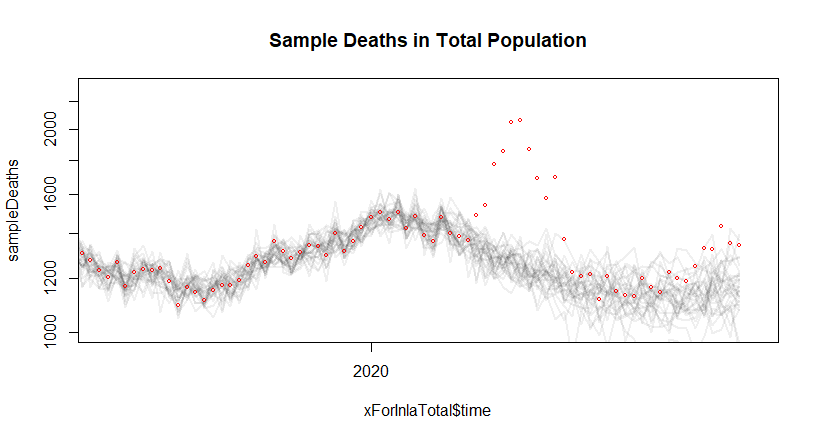 Sample Deaths in Total Population
sampleDeaths
2000
1600
1200
1000
2020
xForInlaTotal$time